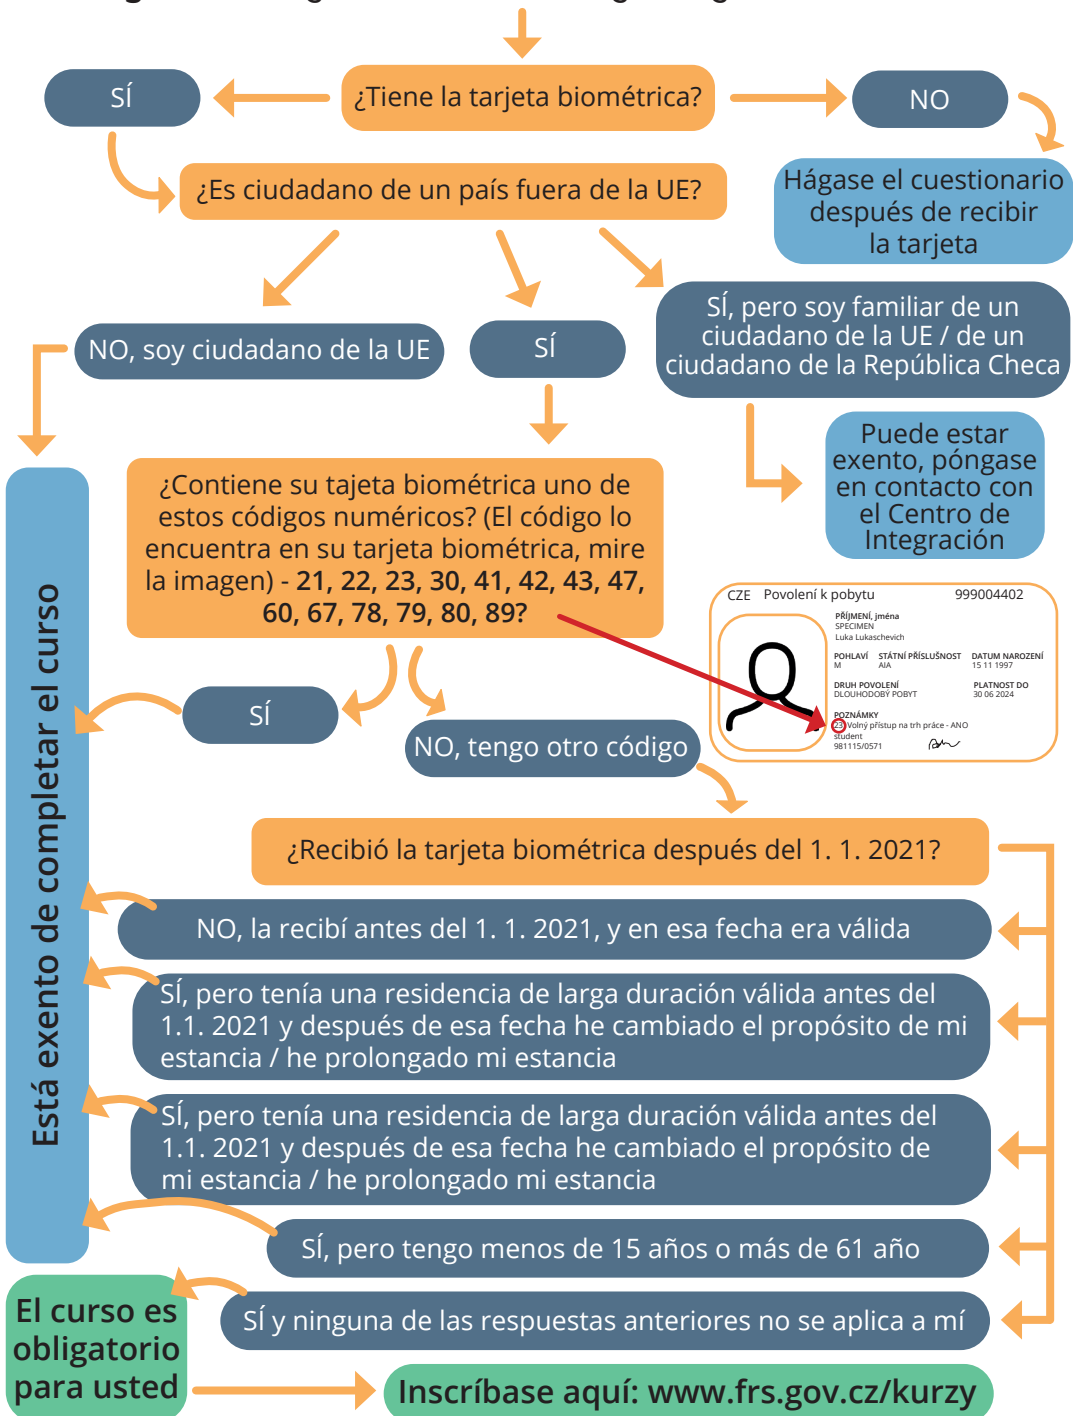 ¿Tiene la tarjeta biométrica?
SÍ
NO
Hágase el cuestionario
después de recibir
la tarjeta
¿Es ciudadano de un país fuera de la UE?
NO, soy ciudadano de la UE
SÍ
SÍ, pero soy familiar de un
ciudadano de la UE / de un
ciudadano de la República Checa
Puede estar
exento, póngase
en contacto con
el Centro de
Integración
¿Contiene su tajeta biométrica uno de
estos códigos numéricos? (El código lo
encuentra en su tarjeta biométrica, mire
la imagen) - 21, 22, 23, 30, 41, 42, 43, 47,
60, 67, 78, 79, 80, 89?
CZE Povolení k pobytu 999004402
PŘÍJMENÍ, jména
SPECIMEN
Luka Lukaschevich
POHLAVÍ STÁTNÍ PŘÍSLUŠNOST DATUM NAROZENÍ
M AIA 15 11 1997
DRUH POVOLENÍ PLATNOST DO
DLOUHODOBÝ POBYT 30 06 2024
POZNÁMKY
23 Volný přístup na trh práce - ANO
student
981115/0571
SÍ
NO, tengo otro código
¿Recibió la tarjeta biométrica después del 1. 1. 2021?
NO, la recibí antes del 1. 1. 2021, y en esa fecha era válida
SÍ, pero tenía una residencia de larga duración válida antes del
1.1. 2021 y después de esa fecha he cambiado el propósito de mi
estancia / he prolongado mi estancia
SÍ, pero tenía una residencia de larga duración válida antes del
1.1. 2021 y después de esa fecha he cambiado el propósito de
mi estancia / he prolongado mi estancia
SÍ, pero tengo menos de 15 años o más de 61 año
SÍ y ninguna de las respuestas anteriores no se aplica a mí
Está exento de completar el curso
El curso es
obligatorio
para usted
Inscríbase aquí: www.frs.gov.cz/kurzy